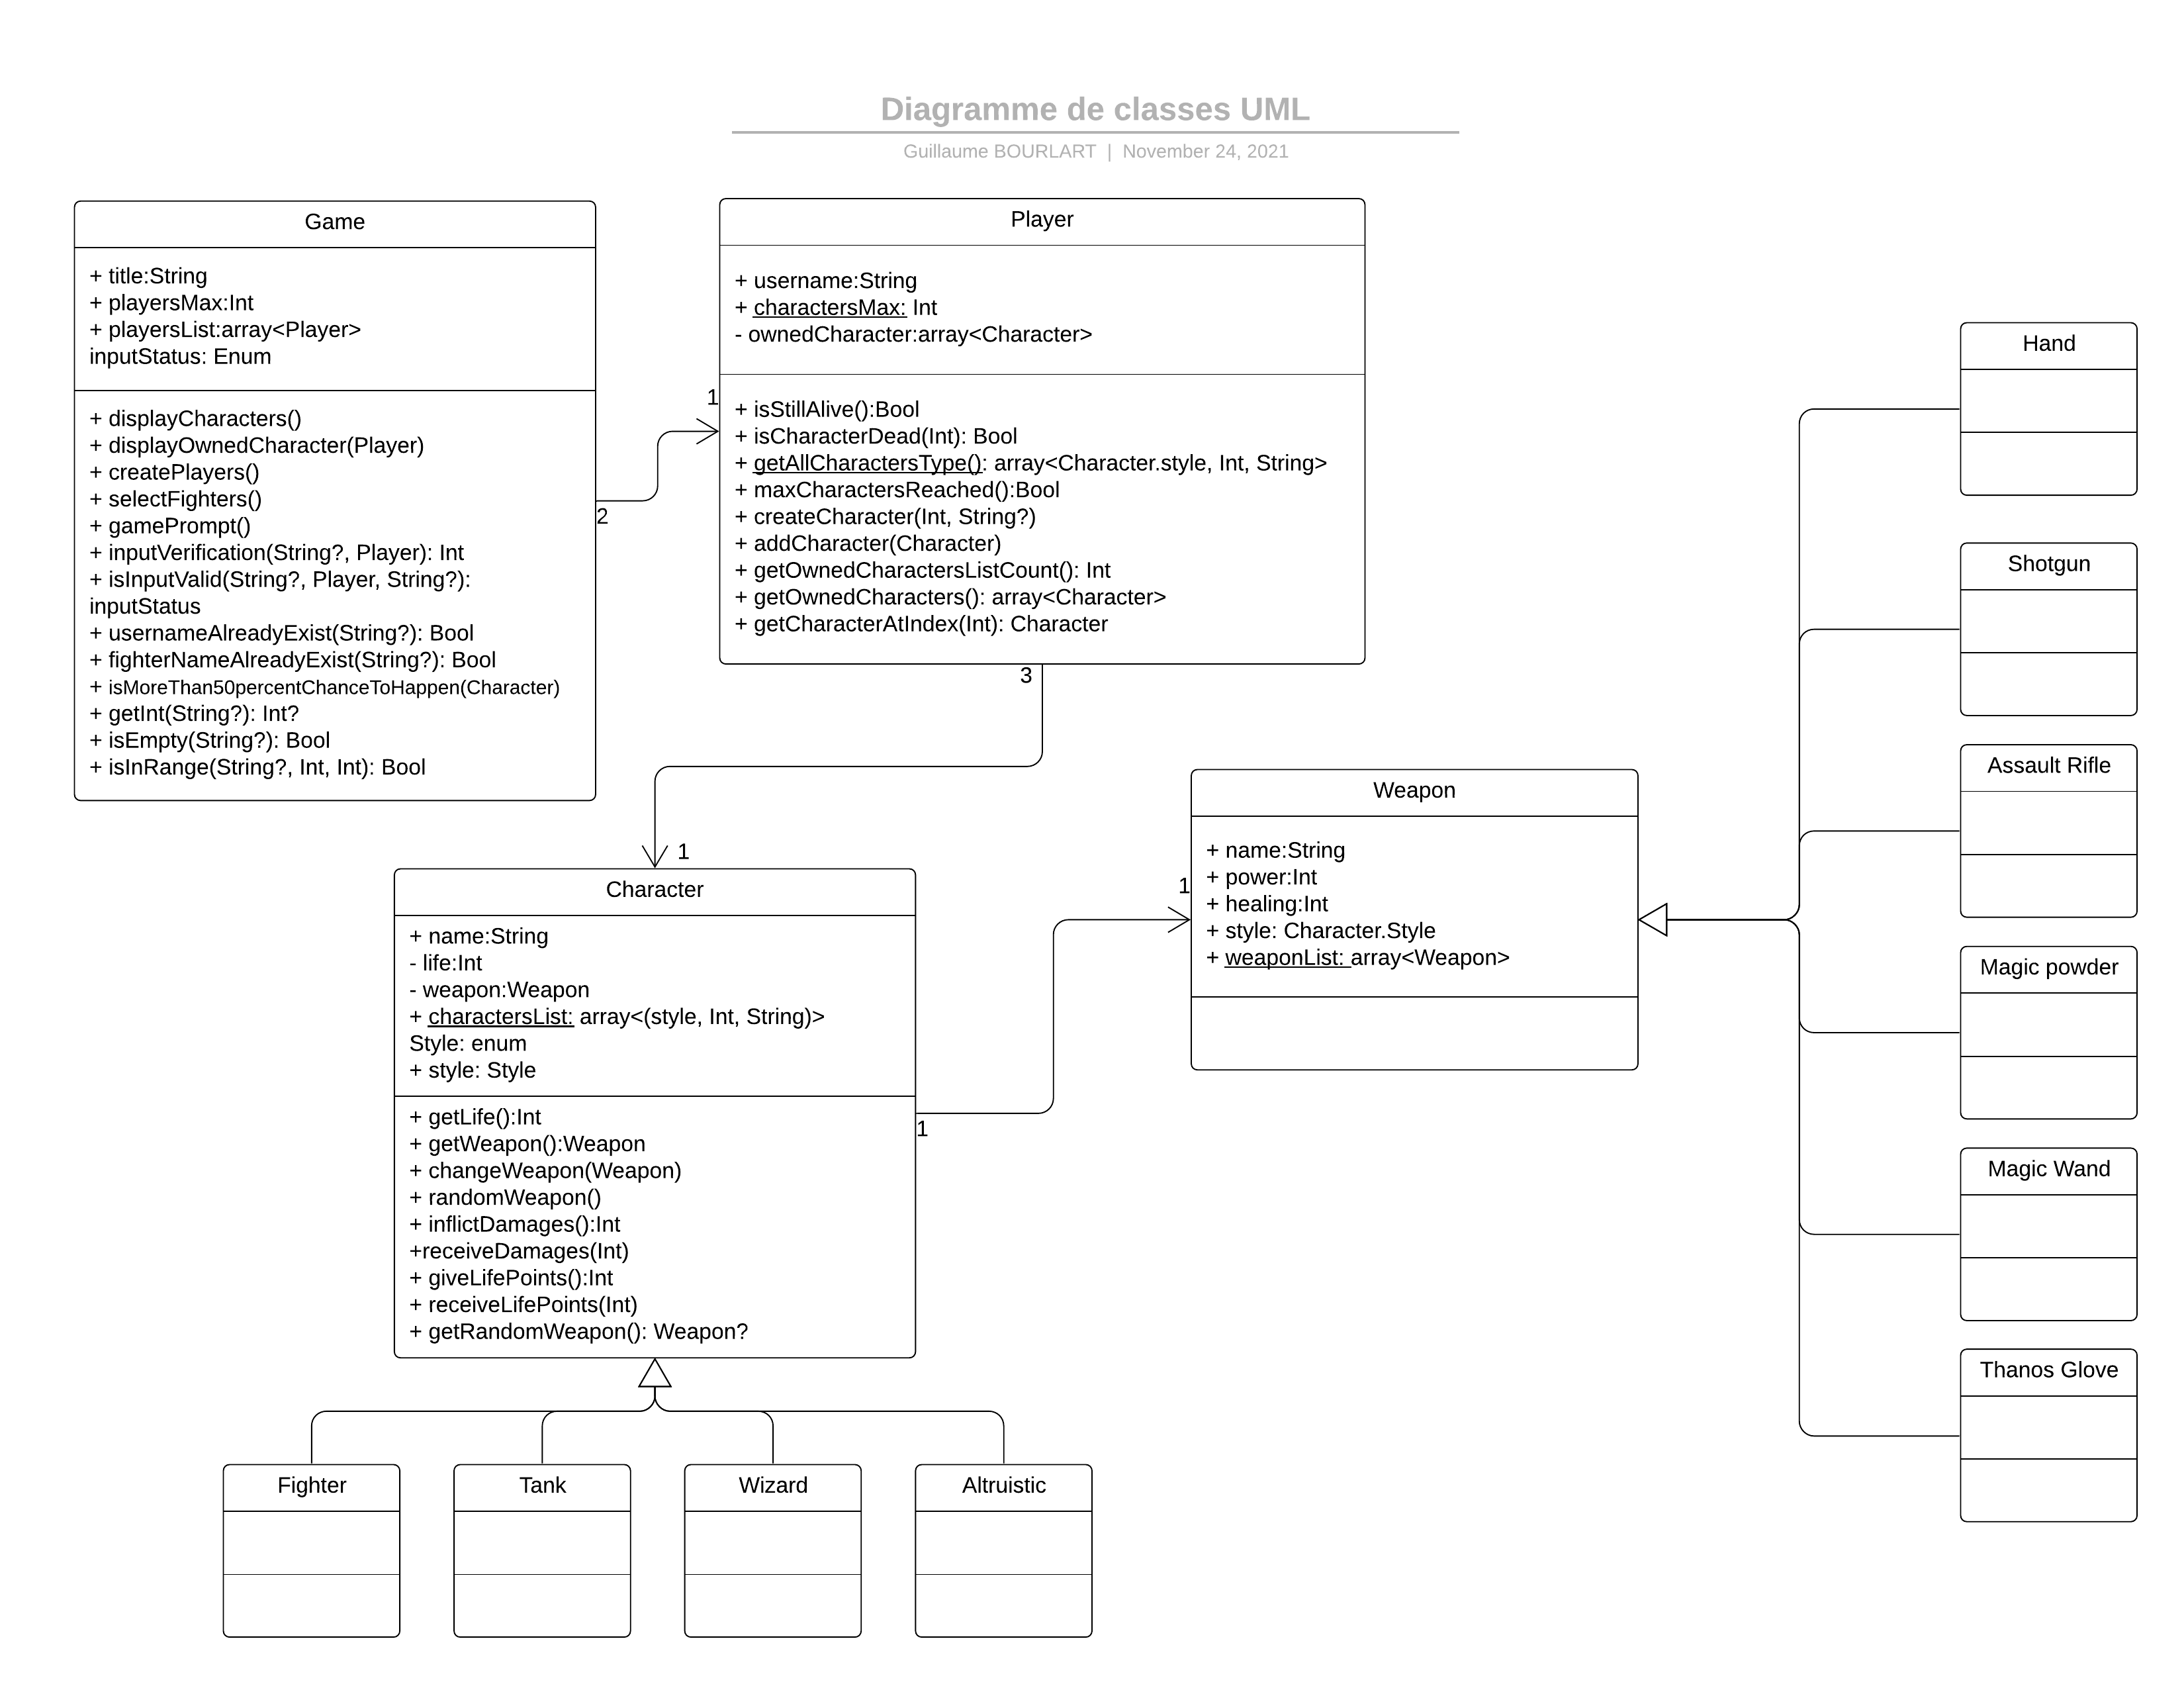 Diagramme de classes UML
Guillaume BOURLART | November 24, 2021
Game
+ title:String
+ playersMax:Int
+ playersList:array<Player>
inputStatus: Enum
+ displayCharacters()
+ displayOwnedCharacter(Player)
+ createPlayers()
+ selectFighters()
+ gamePrompt()
+ inputVerification(String?, Player): Int
+ isInputValid(String?, Player, String?):
inputStatus
+ usernameAlreadyExist(String?): Bool
+ fighterNameAlreadyExist(String?): Bool
+ isMoreThan50percentChanceToHappen(Character)
+ getInt(String?): Int?
+ isEmpty(String?): Bool
+ isInRange(String?, Int, Int): Bool
2
1
Player
+ username:String
+ charactersMax: Int
- ownedCharacter:array<Character>
+ isStillAlive():Bool
+ isCharacterDead(Int): Bool
+ getAllCharactersType(): array<Character.style, Int, String>
+ maxCharactersReached():Bool
+ createCharacter(Int, String?)
+ addCharacter(Character)
+ getOwnedCharactersListCount(): Int
+ getOwnedCharacters(): array<Character>
+ getCharacterAtIndex(Int): Character
3
1
Character
+ name:String
- life:Int
- weapon:Weapon
+ charactersList: array<(style, Int, String)>
Style: enum
+ style: Style
+ getLife():Int
+ getWeapon():Weapon
+ changeWeapon(Weapon)
+ randomWeapon()
+ inflictDamages():Int
+receiveDamages(Int)
+ giveLifePoints():Int
+ receiveLifePoints(Int)
+ getRandomWeapon(): Weapon?
1
1
Weapon
+ name:String
+ power:Int
+ healing:Int
+ style: Character.Style
+ weaponList: array<Weapon>
Hand
Shotgun
Assault Rifle
Magic powder
Magic Wand
Thanos Glove
Fighter
Tank
Wizard
Altruistic